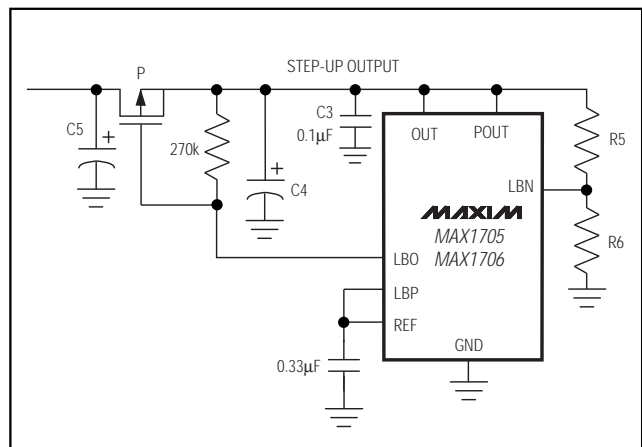 P
STEP-UP OUTPUT
C5
+
270k
+
C4
C3
0.1µF
OUT
POUT
R5
LBN
MAXIM
MAX1705
MAX1706
R6
LBO
LBP
REF
GND
0.33µF